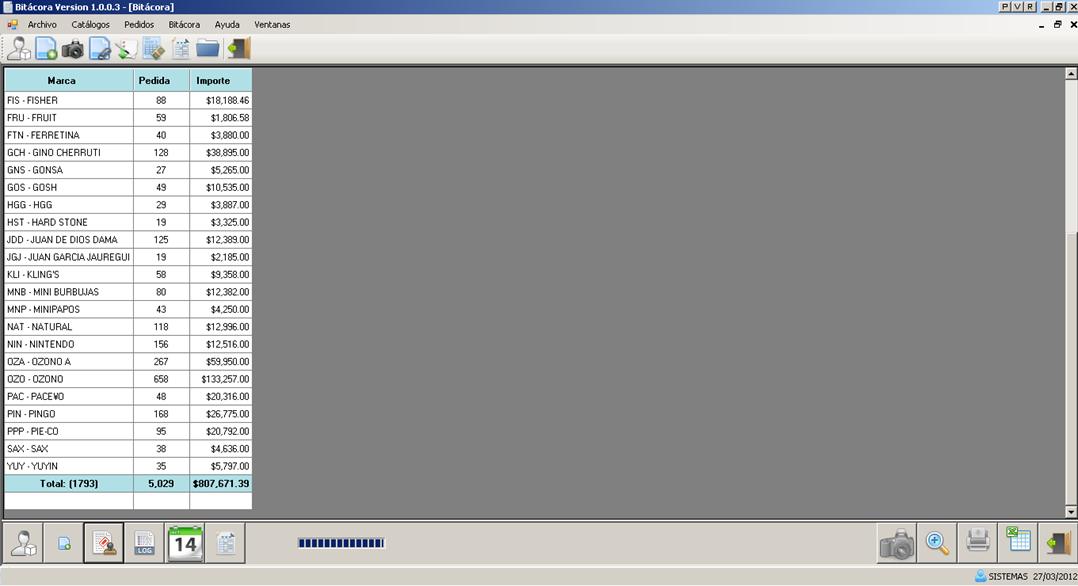 Bitácora Version 1.0.0.3 - [Bitácora]
P V R
Archivo Catálogos Pedidos Bitácora Ayuda Ventanas
Marca Pedida Importe
FIS - FISHER 88 $18,188.46
FRU - FRUIT 59 $1,806.58
FTN - FERRETINA 40 $3,880.00
GCH - GINO CHERRUTI 128 $38,895.00
GNS - GONSA 27 $5,265.00
GOS - GOSH 49 $10,535.00
HGG - HGG 29 $3,887.00
HST - HARD STONE 19 $3,325.00
JDD - JUAN DE DIOS DAMA 125 $12,389.00
JGJ - JUAN GARCIA JAUREGUI 19 $2,185.00
KLI - KLING'S 58 $9,358.00
MNB - MINI BURBUJAS 80 $12,382.00
MNP - MINIPAPOS 43 $4,250.00
NAT - NATURAL 118 $12,996.00
NIN - NINTENDO 156 $12,516.00
OZA - OZONO A 267 $59,950.00
OZO - OZONO 658 $133,257.00
PAC - PACE¥O 48 $20,316.00
PIN - PINGO 168 $26,775.00
PPP - PIE-CO 95 $20,792.00
SAX - SAX 38 $4,636.00
YUY - YUYIN 35 $5,797.00
Total: (1793) 5,029 $807,671.39
LOG 14
SISTEMAS 27/03/2012